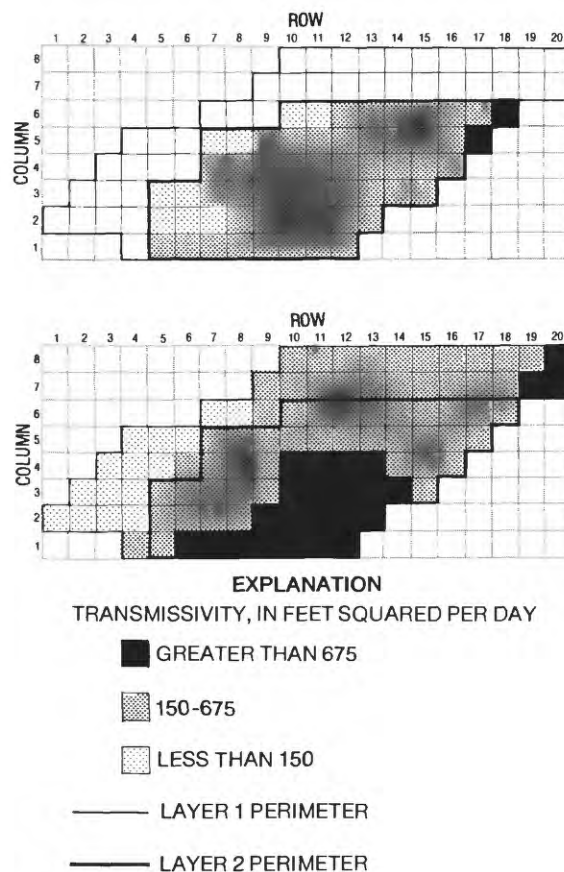 ROW
1 2 3 4 5 6 7 8 9 10 11 12 13 14 15 16 17 18 19 20
COLUMN
8
7
6
5
4
3
2
1
ROW
1 2 3 4 5 6 7 8 9 10 11 12 13 14 15 16 17 18 19 20
COLUMN
8
7
6
5
4
3
2
1
EXPLANATION
TRANSMISSIVITY, IN FEET SQUARED PER DAY
GREATER THAN 675
150-675
LESS THAN 150
LAYER 1 PERIMETER
LAYER 2 PERIMETER